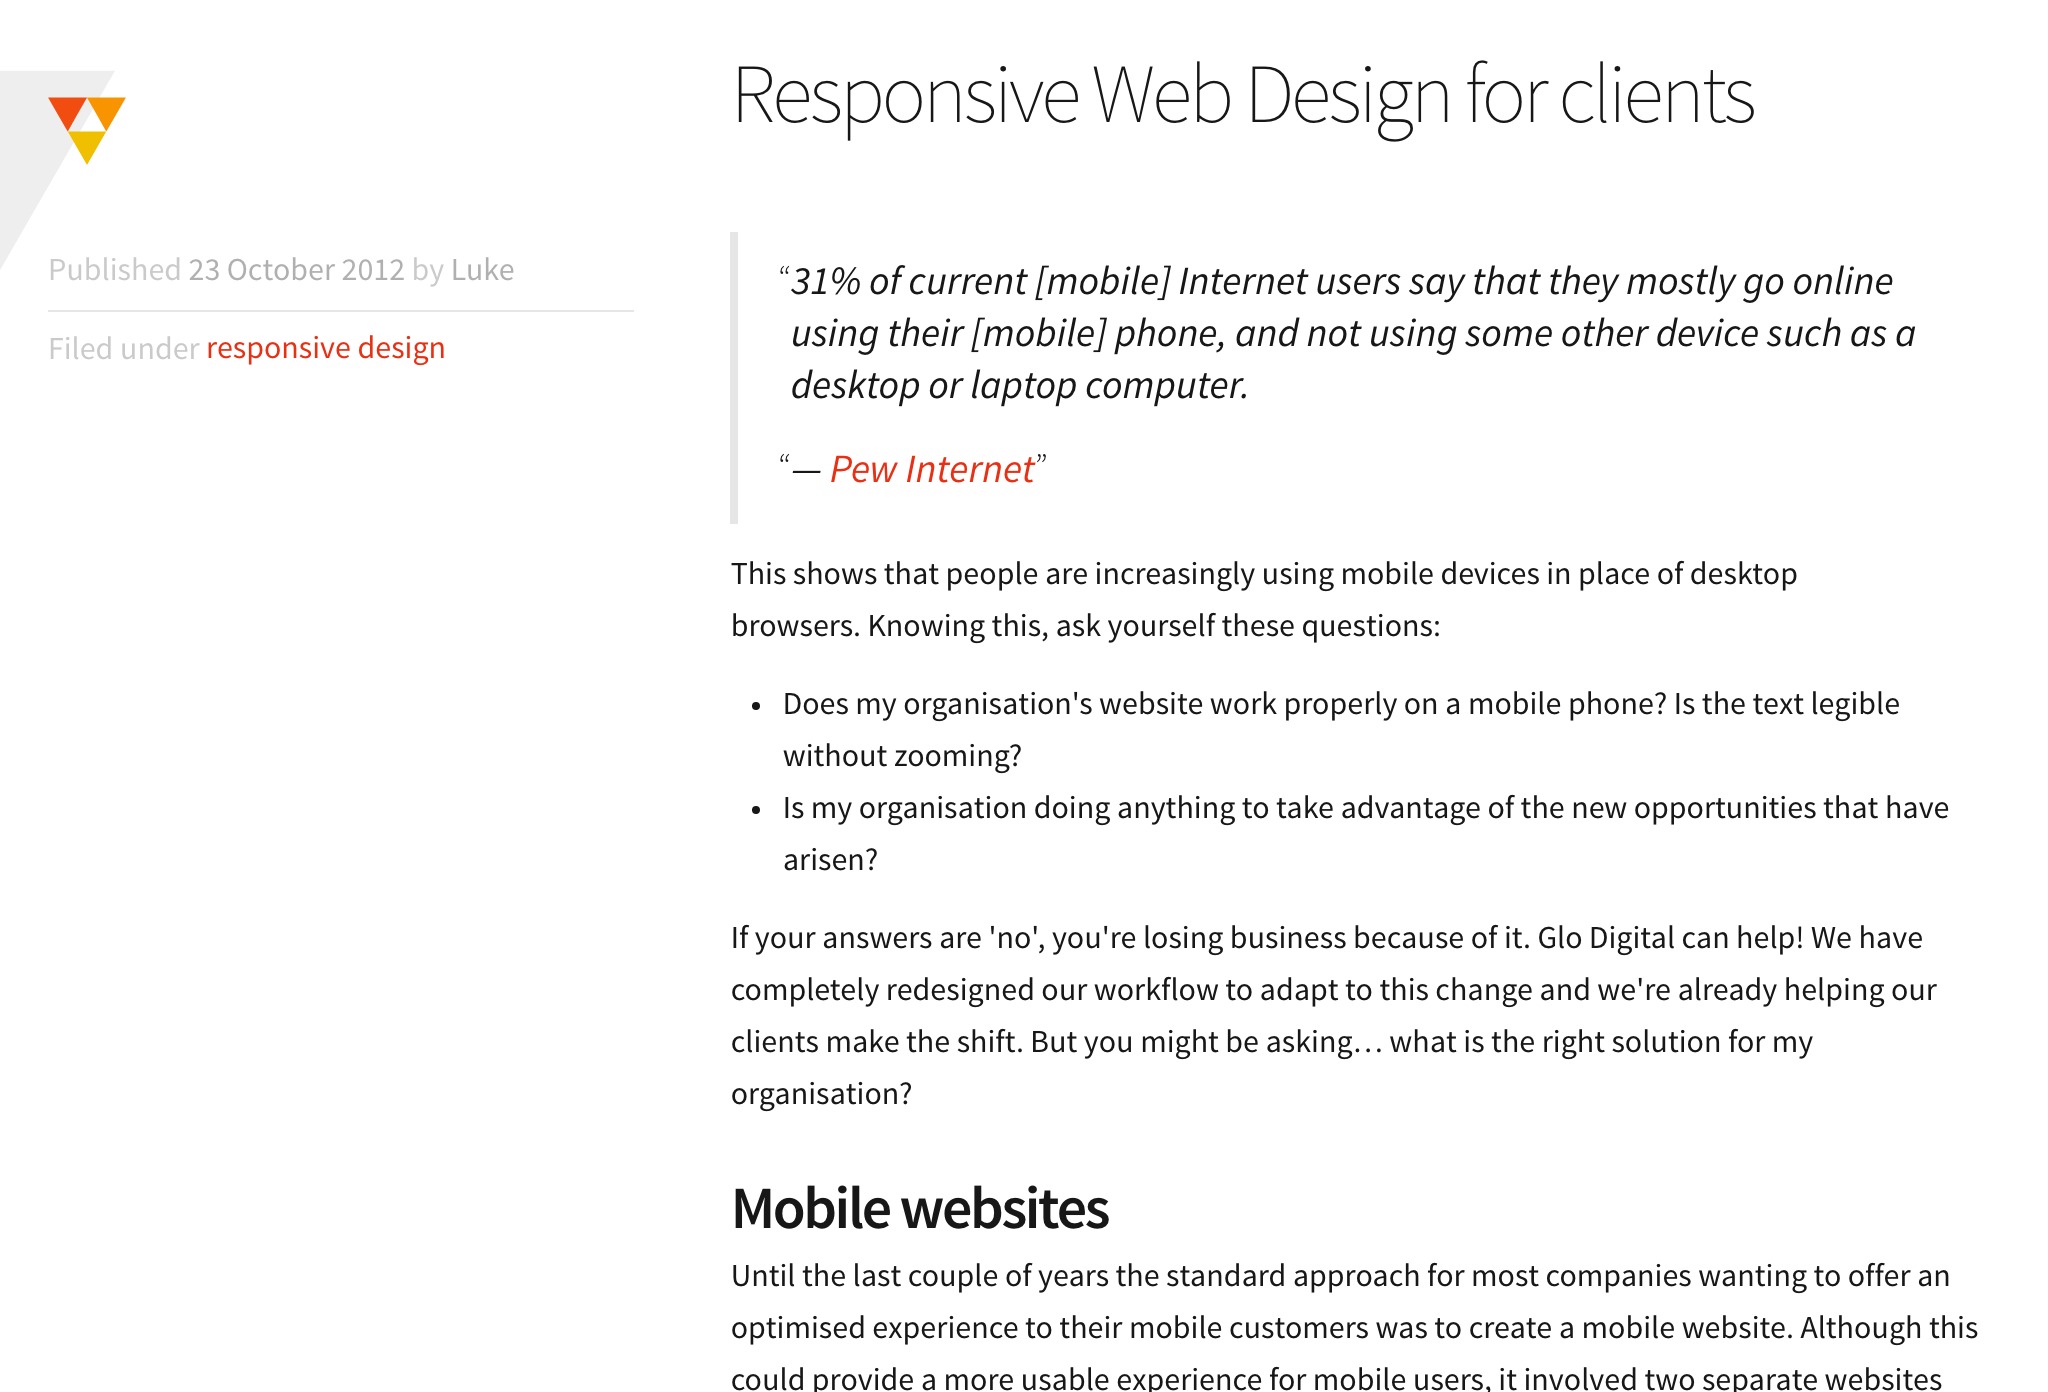 Responsive Web Design for clients
Published 23 October 2012 by Luke
Filed under responsive design
“31% of current [mobile] Internet users say that they mostly go online
using their [mobile] phone, and not using some other device such as a
desktop or laptop computer.
“— Pew Internet”
This shows that people are increasingly using mobile devices in place of desktop
browsers. Knowing this, ask yourself these questions:
• Does my organisation's website work properly on a mobile phone? Is the text legible
without zooming?
• Is my organisation doing anything to take advantage of the new opportunities that have
arisen?
If your answers are 'no', you're losing business because of it. Glo Digital can help! We have
completely redesigned our workflow to adapt to this change and we're already helping our
clients make the shift. But you might be asking… what is the right solution for my
organisation?
Mobile websites
Until the last couple of years the standard approach for most companies wanting to offer an
optimised experience to their mobile customers was to create a mobile website. Although this
could provide a more usable experience for mobile users, it involved two separate websites